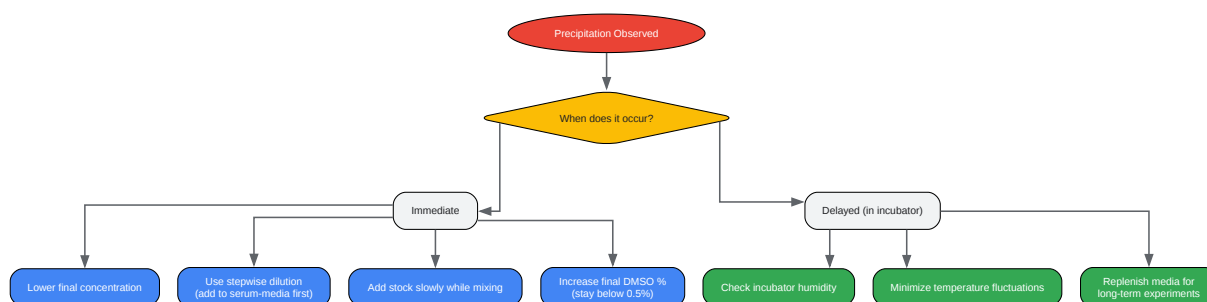 Precipitation Observed
When does it occur?
Immediate
Delayed (in incubator)
Lower final concentration
Use stepwise dilution
(add to serum-media first)
Add stock slowly while mixing
Increase final DMSO %
(stay below 0.5%)
Check incubator humidity
Minimize temperature fluctuations
Replenish media for
long-term experiments